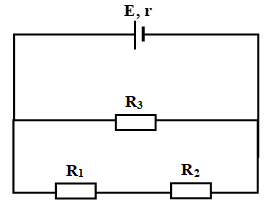 E, r
R₃
R₁ R₂